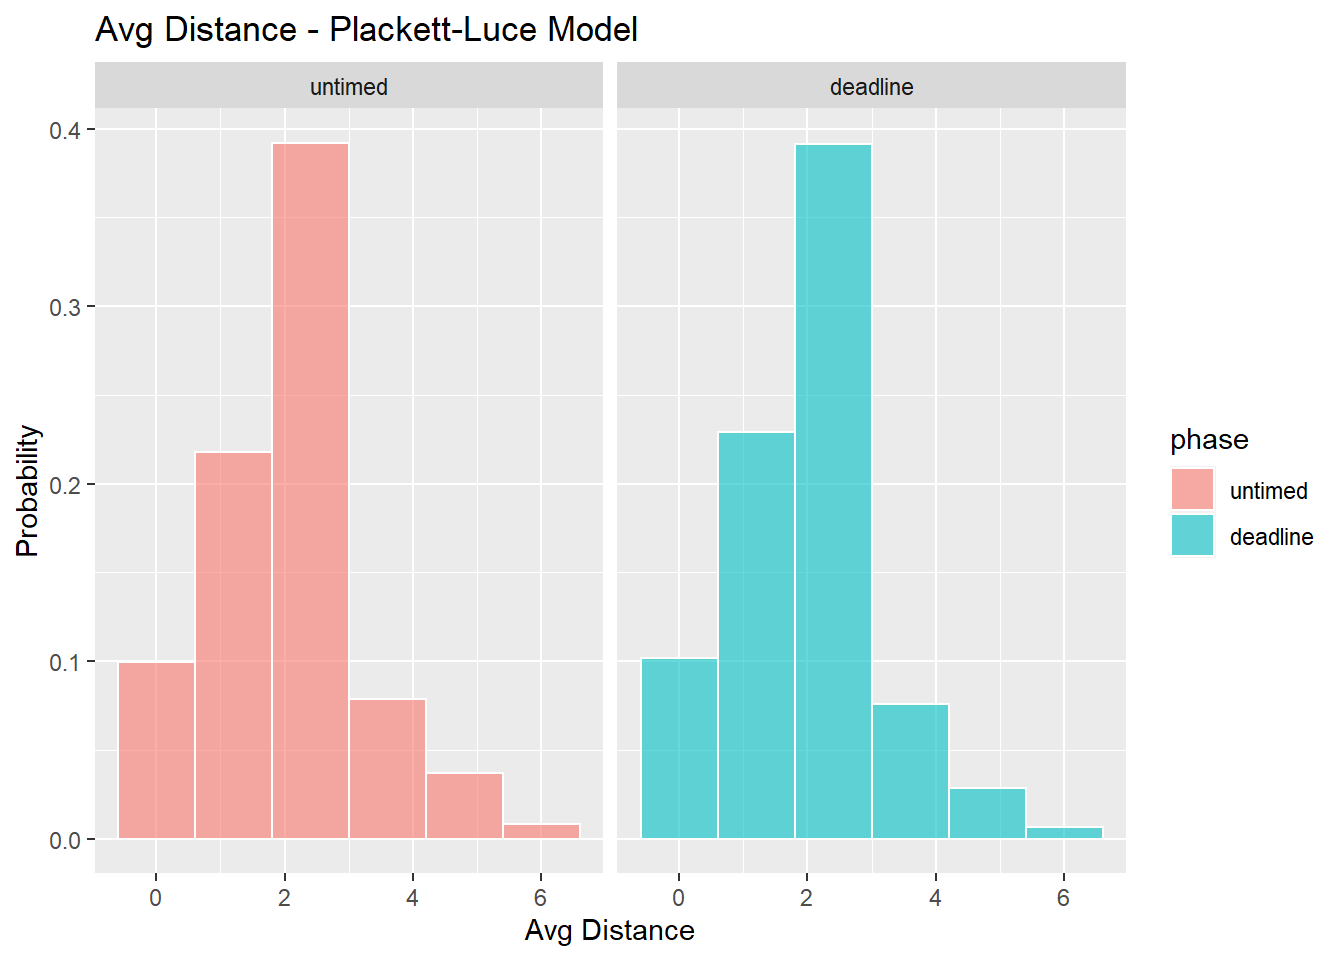 Avg Distance - Plackett-Luce Model
untimed
deadline
0.4
0.3
0.2
0.1
0.0
Probability
0 2 4 6
0 2 4 6
Avg Distance
phase
untimed
deadline